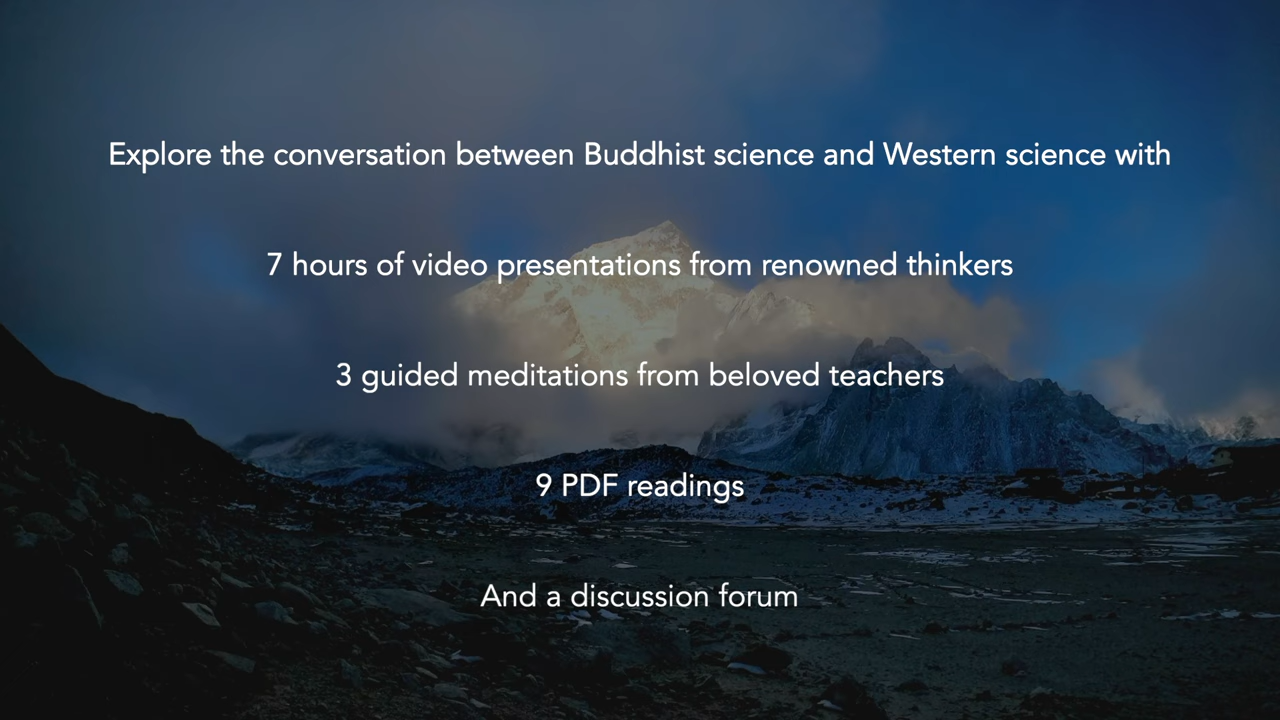 Explore the conversation between Buddhist science and Western science with
7 hours of video presentations from renowned thinkers
3 guided meditations from beloved teachers
9 PDF readings
And a discussion forum